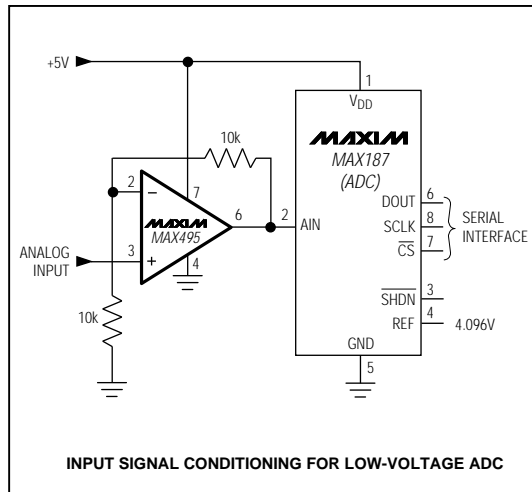 +5V
1
VDD
10k
MAXIM
MAX187
(ADC)
2
7
MAXIM
MAX495
6
2
AIN
DOUT
6
SCLK
8
CS
7
SERIAL
INTERFACE
ANALOG
INPUT
3
4
10k
SHDN
3
REF
4
4.096V
GND
5
INPUT SIGNAL CONDITIONING FOR LOW-VOLTAGE ADC